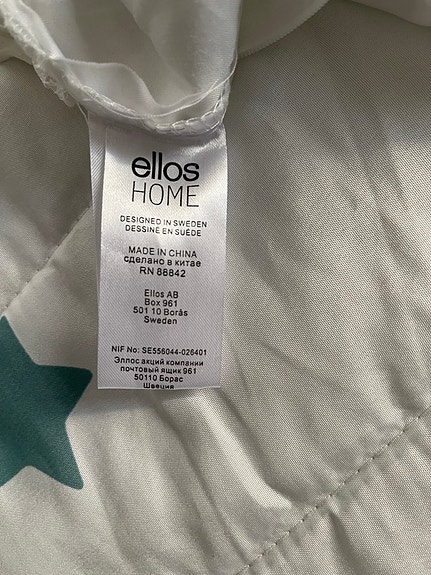 ellos
HOME
DESIGNED IN SWEDEN
DESSINÉ EN SUÉDE
MADE IN CHINA
сделано в китае
RN 88842
Ellos AB
Box 961
501 10 Borås
Sweden
NIF No: SE556044-026401
Эллос акций компании
почтовый ящик 961
50110 Борас
Швеция